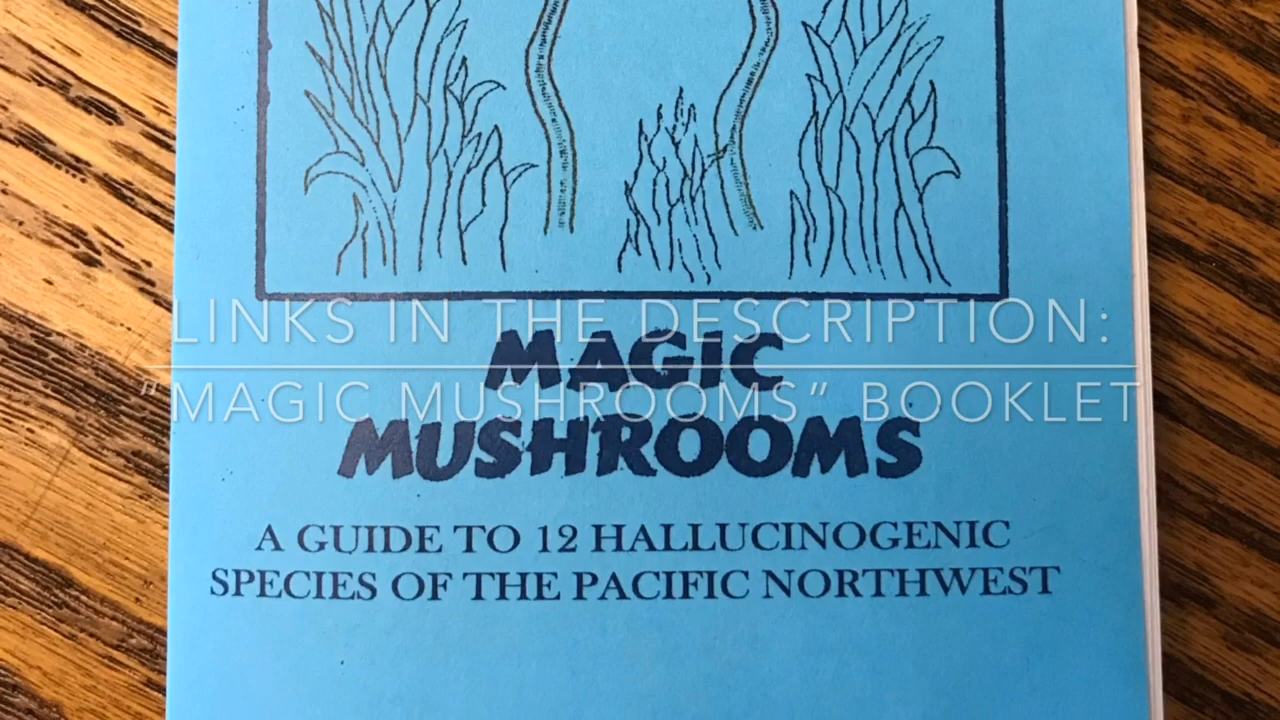 LINKS IN THE DESCRIPTION:
"MAGIC MUSHROOMS" BOOKLET
MAGIC
MUSHROOMS
A GUIDE TO 12 HALLUCINOGENIC
SPECIES OF THE PACIFIC NORTHWEST